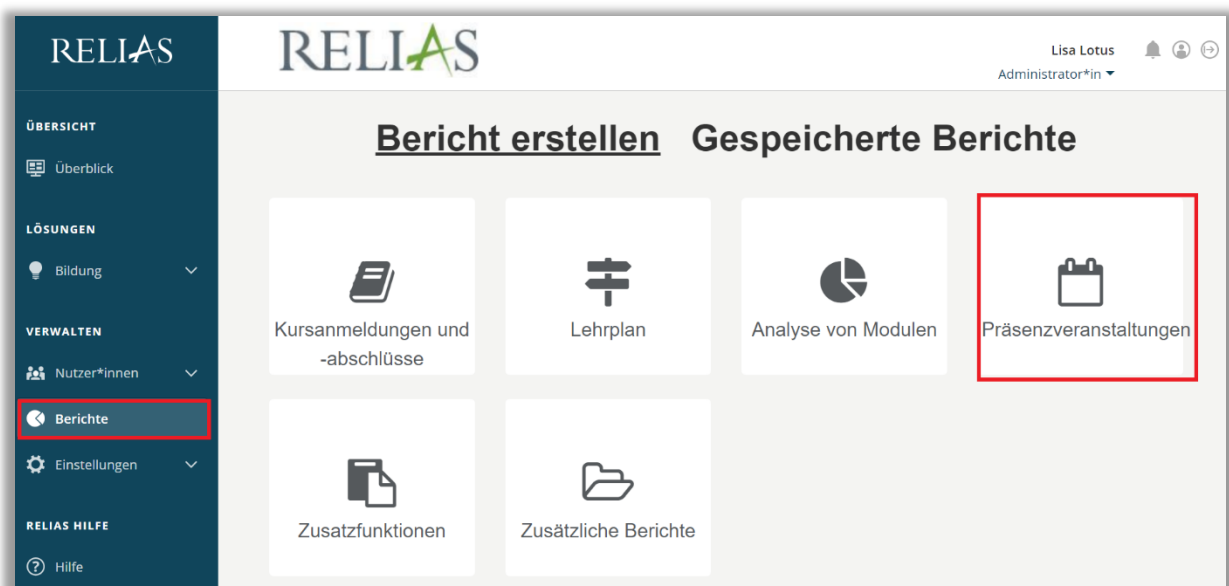 RELIAS
RELIAS
Lisa Lotus
Administrator*in
ÜBERSICHT
Überblick
LÖSUNGEN
Bildung
VERWALTEN
Nutzer*innen
Berichte
Einstellungen
RELIAS HILFE
Hilfe
Bericht erstellen Gespeicherte Berichte
Kursanmeldungen und
-abschlüsse
Lehrplan
Analyse von Modulen
Präsenzveranstaltungen
Zusatzfunktionen
Zusätzliche Berichte